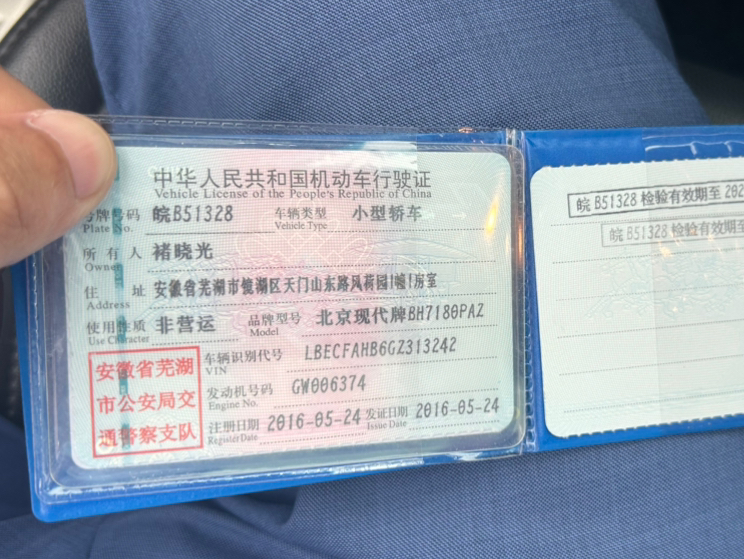 中华人民共和国机动车行驶证
Vehicle License of the People's Republic of China
号牌号码 皖B51328 车辆类型 小型轿车
Plate No. Vehicle Type
所有人 褚晓光
Owner
住址 安徽省芜湖市镜湖区天门山东路凤荷园1幢1房室
Address
使用性质 非营运 品牌型号 北京现代牌BH7180PAZ
Use Character Model
安徽省芜湖
市公安局交
通警察支队
车辆识别代号 LBECFAHB6GZ313242
VIN
发动机号码 GW006374
Engine No.
注册日期 2016-05-24 发证日期 2016-05-24
Register Date Issue Date
皖B51328 检验有效期至 202
皖B51328 检验有效期至